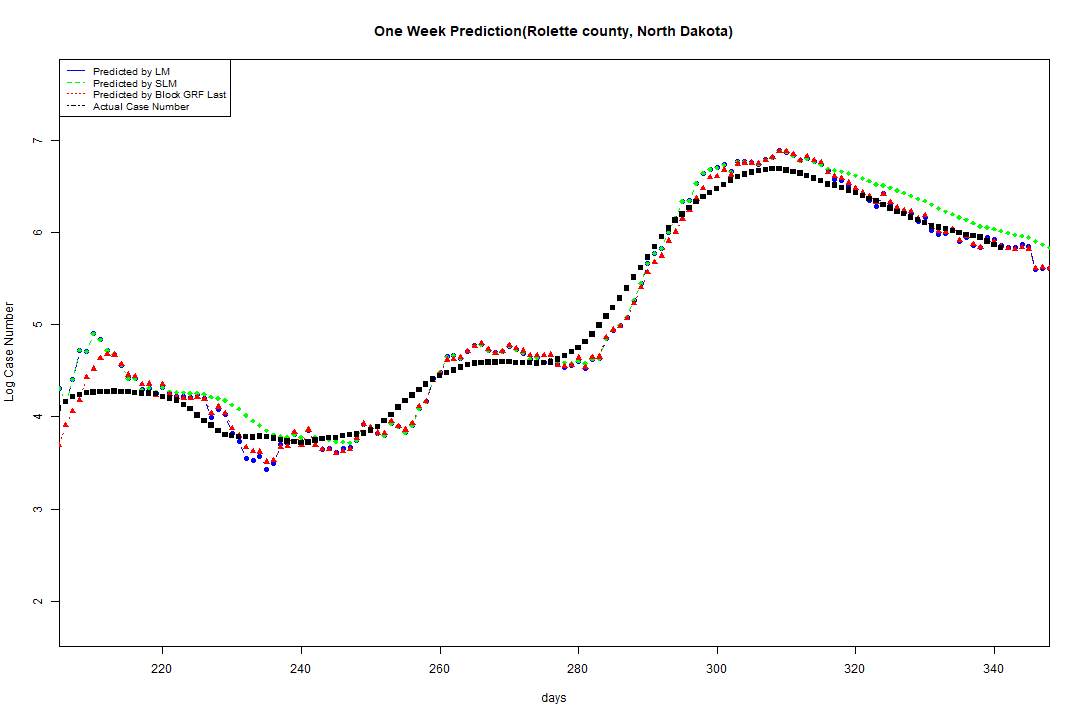 One Week Prediction(Rolette county, North Dakota)
Predicted by LM
Predicted by SLM
Predicted by Block GRF Last
Actual Case Number
Log Case Number
7
6
5
4
3
2
220 240 260 280 300 320 340
days